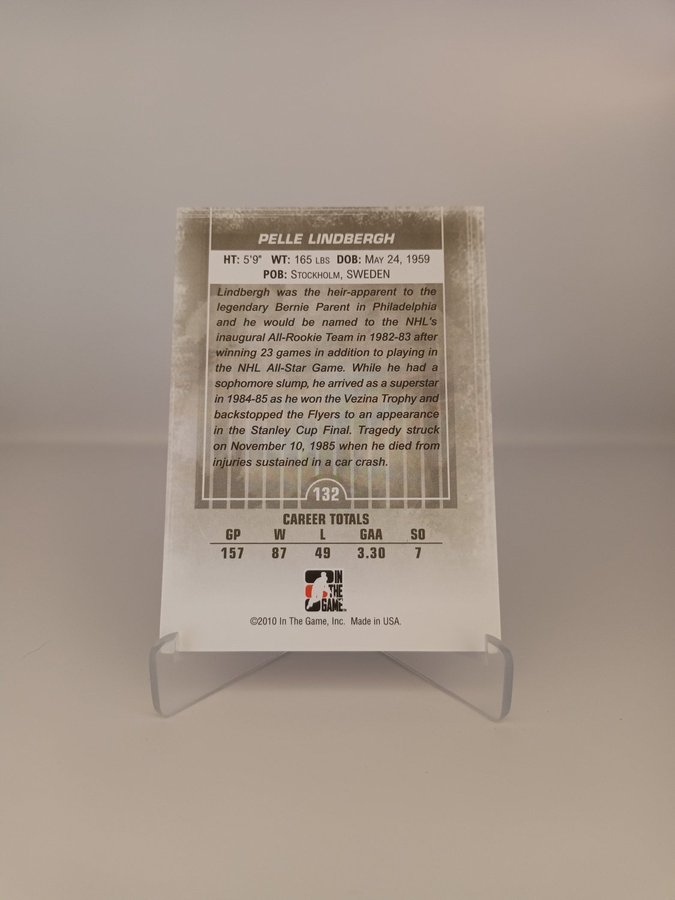 PELLE LINDBERGH
HT: 5'9" WT: 165 LBS DOB: MAY 24, 1959
POB: STOCKHOLM, SWEDEN
Lindbergh was the heir-apparent to the
legendary Bernie Parent in Philadelphia
and he would be named to the NHL's
inaugural All-Rookie Team in 1982-83 after
winning 23 games in addition to playing in
the NHL All-Star Game. While he had a
sophomore slump, he arrived as a superstar
in 1984-85 as he won the Vezina Trophy and
backstopped the Flyers to an appearance
in the Stanley Cup Final. Tragedy struck
on November 10, 1985 when he died from
injuries sustained in a car crash.
132
CAREER TOTALS
GP W L GAA SO
157 87 49 3.30 7
IN
THE
GAME
©2010 In The Game, Inc. Made in USA.